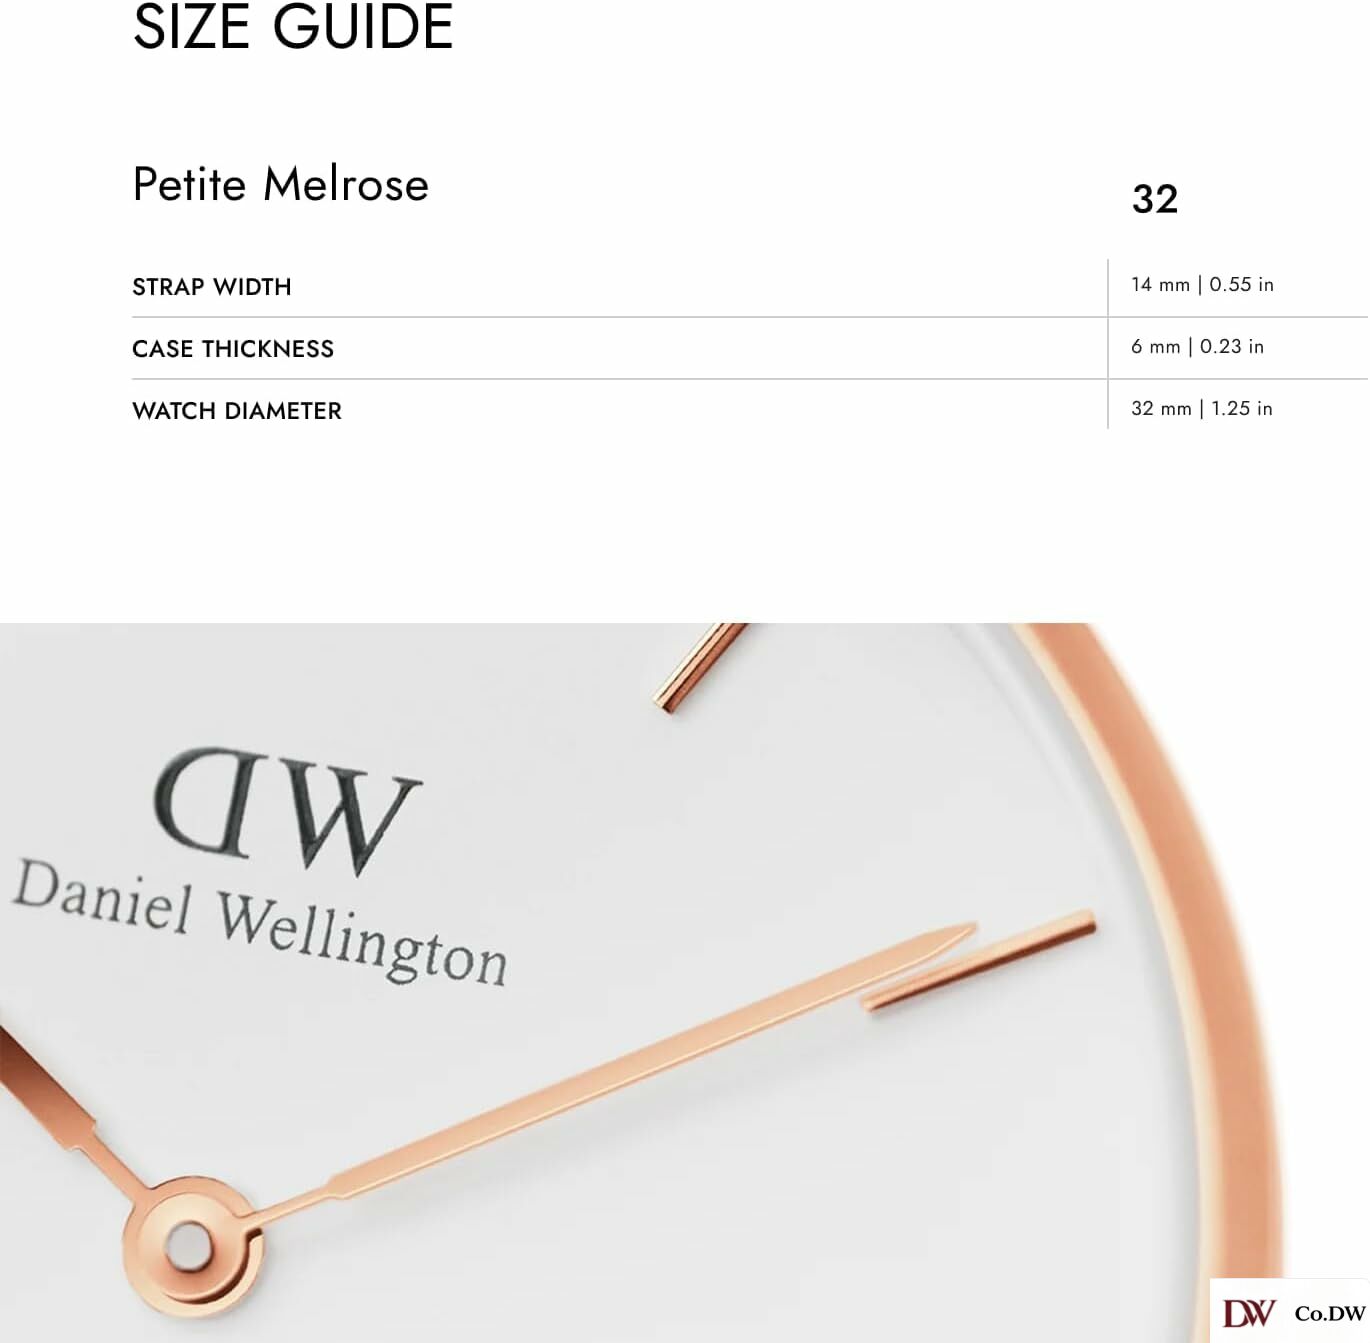 SIZE GUIDE
Petite Melrose
32
STRAP WIDTH 14 mm | 0.55 in
CASE THICKNESS 6 mm | 0.23 in
WATCH DIAMETER 32 mm | 1.25 in
DW
Daniel Wellington
DW Co.DW